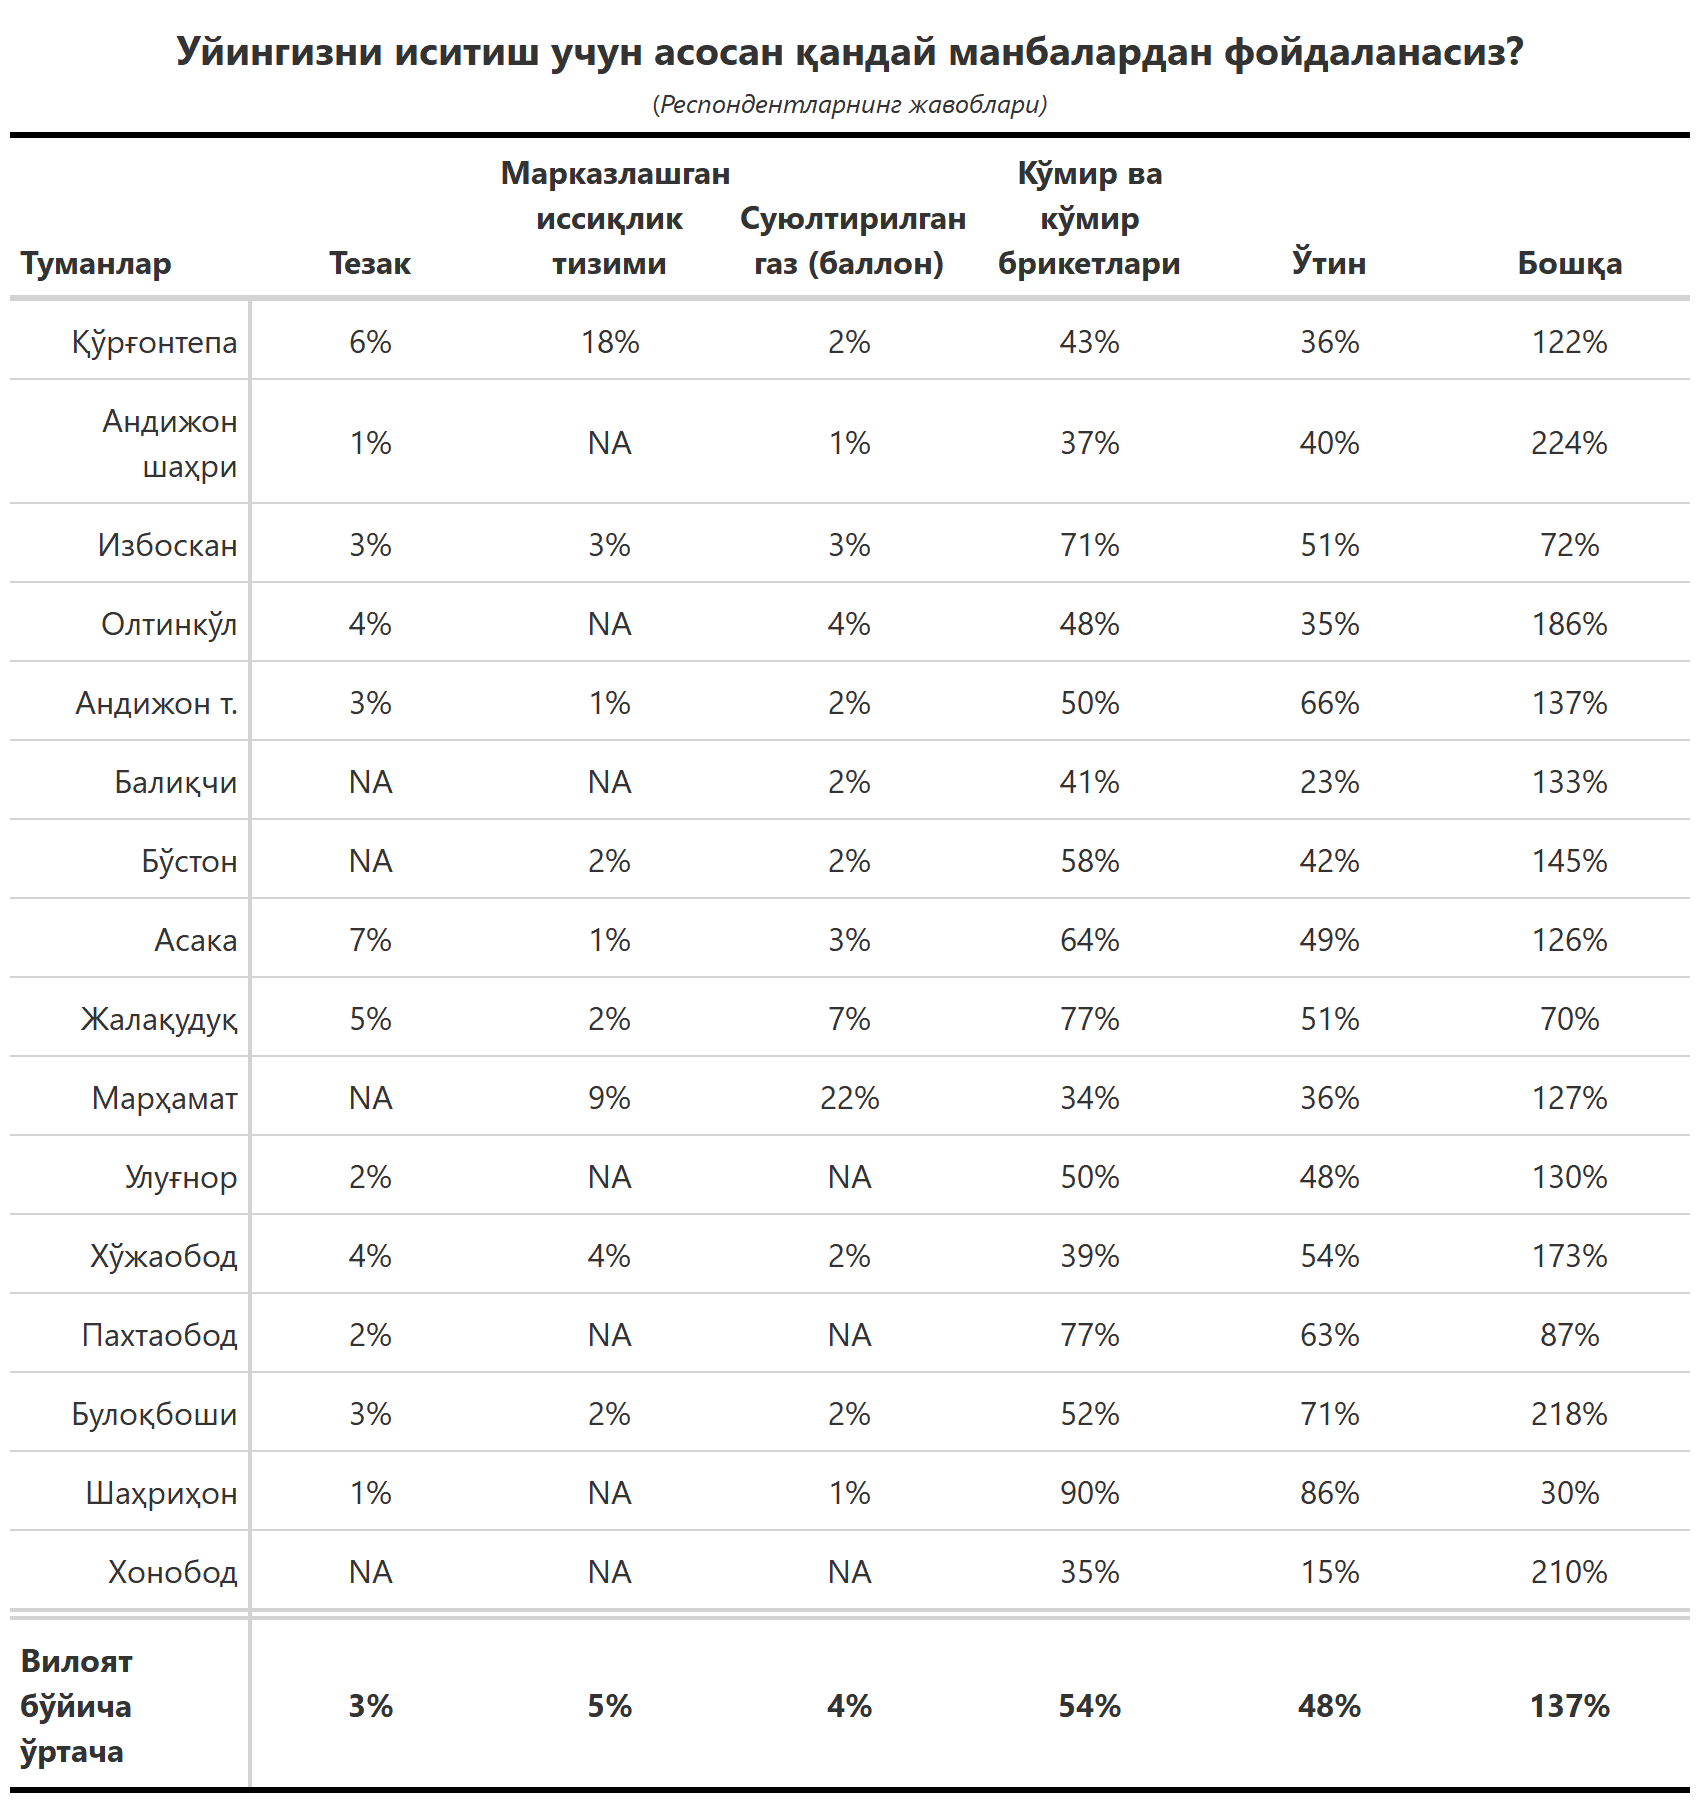 Уйингизни иситиш учун асосан қандай манбалардан фойдаланасиз?
(Респондентларнинг жавоблари)
Туманлар Тезак Марказлашган иссиқлик тизими Суюлтирилган газ (баллон) Кўмир ва кўмир брикетлари Ўтин Бошқа
Қўрғонтепа 6% 18% 2% 43% 36% 122%
Андижон шаҳри 1% NA 1% 37% 40% 224%
Избоскан 3% 3% 3% 71% 51% 72%
Олтинкўл 4% NA 4% 48% 35% 186%
Андижон т. 3% 1% 2% 50% 66% 137%
Балиқчи NA NA 2% 41% 23% 133%
Бўстон NA 2% 2% 58% 42% 145%
Асака 7% 1% 3% 64% 49% 126%
Жалақудуқ 5% 2% 7% 77% 51% 70%
Марҳамат NA 9% 22% 34% 36% 127%
Улуғнор 2% NA NA 50% 48% 130%
Хўжаобод 4% 4% 2% 39% 54% 173%
Пахтаобод 2% NA NA 77% 63% 87%
Булоқбоши 3% 2% 2% 52% 71% 218%
Шаҳриҳон 1% NA 1% 90% 86% 30%
Хонобод NA NA NA 35% 15% 210%
Вилоят бўйича ўртача 3% 5% 4% 54% 48% 137%